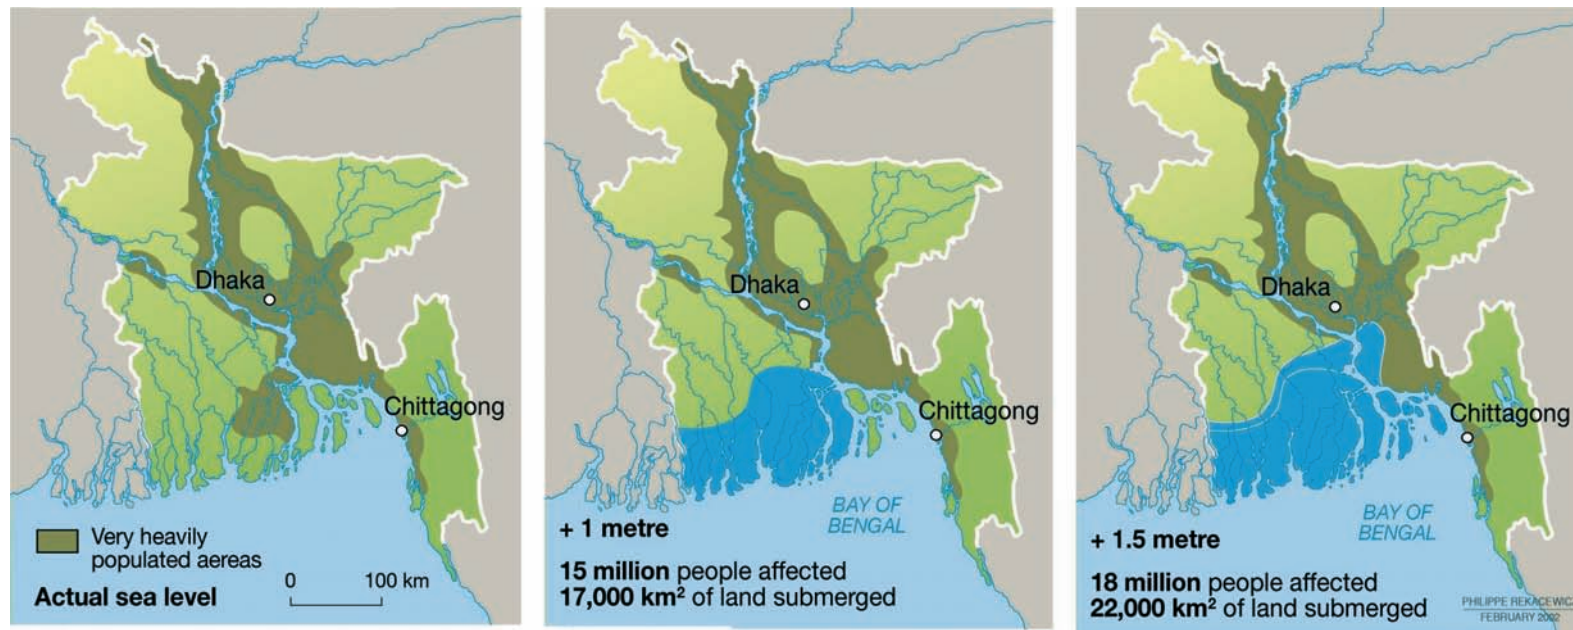 Dhaka
Chittagong
Very heavily
populated aereas
0 100 km
Actual sea level
Dhaka
Chittagong
BAY OF
BENGAL
+ 1 metre
15 million people affected
17,000 km² of land submerged
Dhaka
Chittagong
BAY OF
BENGAL
+ 1.5 metre
18 million people affected
22,000 km² of land submerged
PHILIPPE REKACEWICZ
FEBRUARY 2002